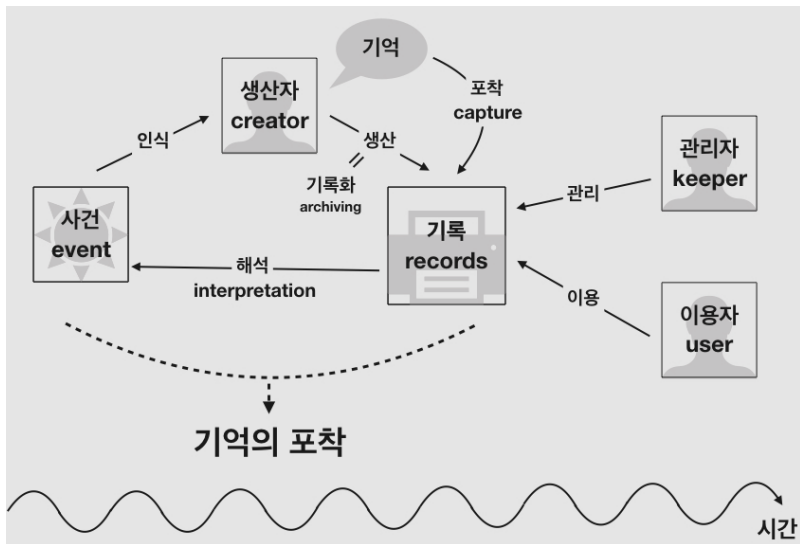 기억
생산자
creator
포착
capture
인식
생산
=
기록화
archiving
관리자
keeper
관리
사건
event
기록
records
해석
interpretation
이용
이용자
user
기억의 포착
시간